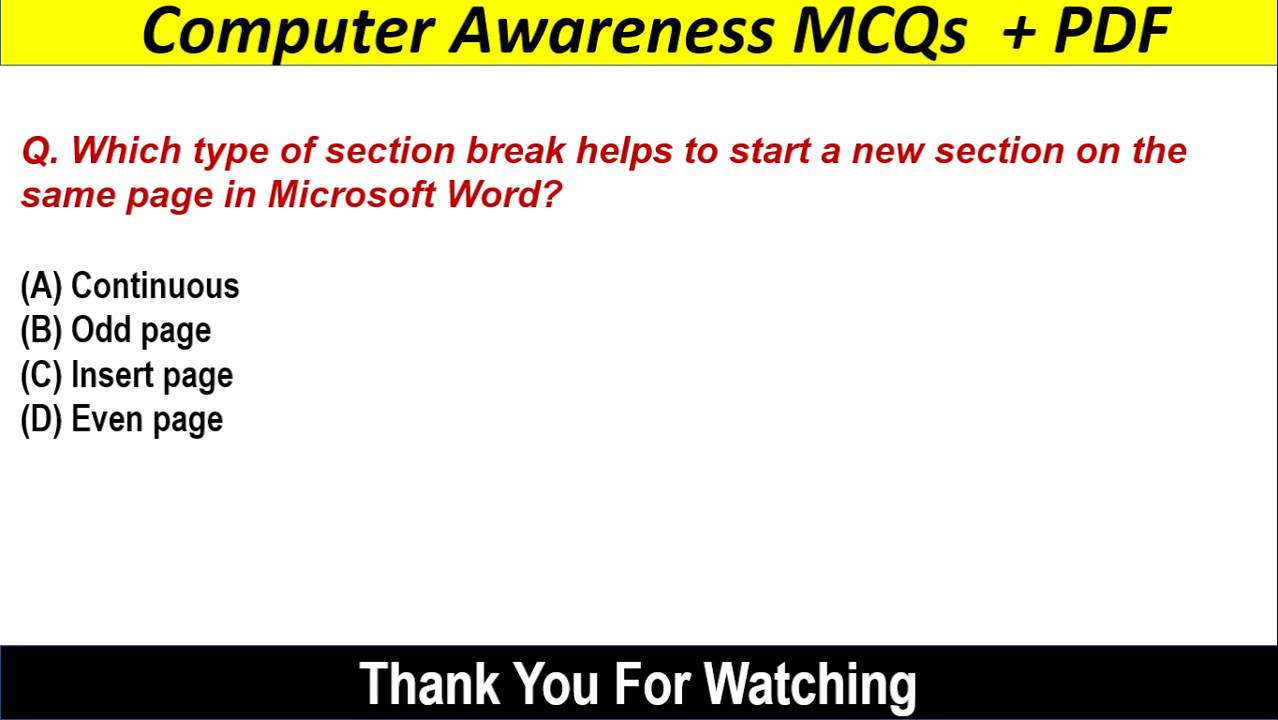 Computer Awareness MCQs + PDF
Q. Which type of section break helps to start a new section on the
same page in Microsoft Word?
(A) Continuous
(B) Odd page
(C) Insert page
(D) Even page
Thank You For Watching